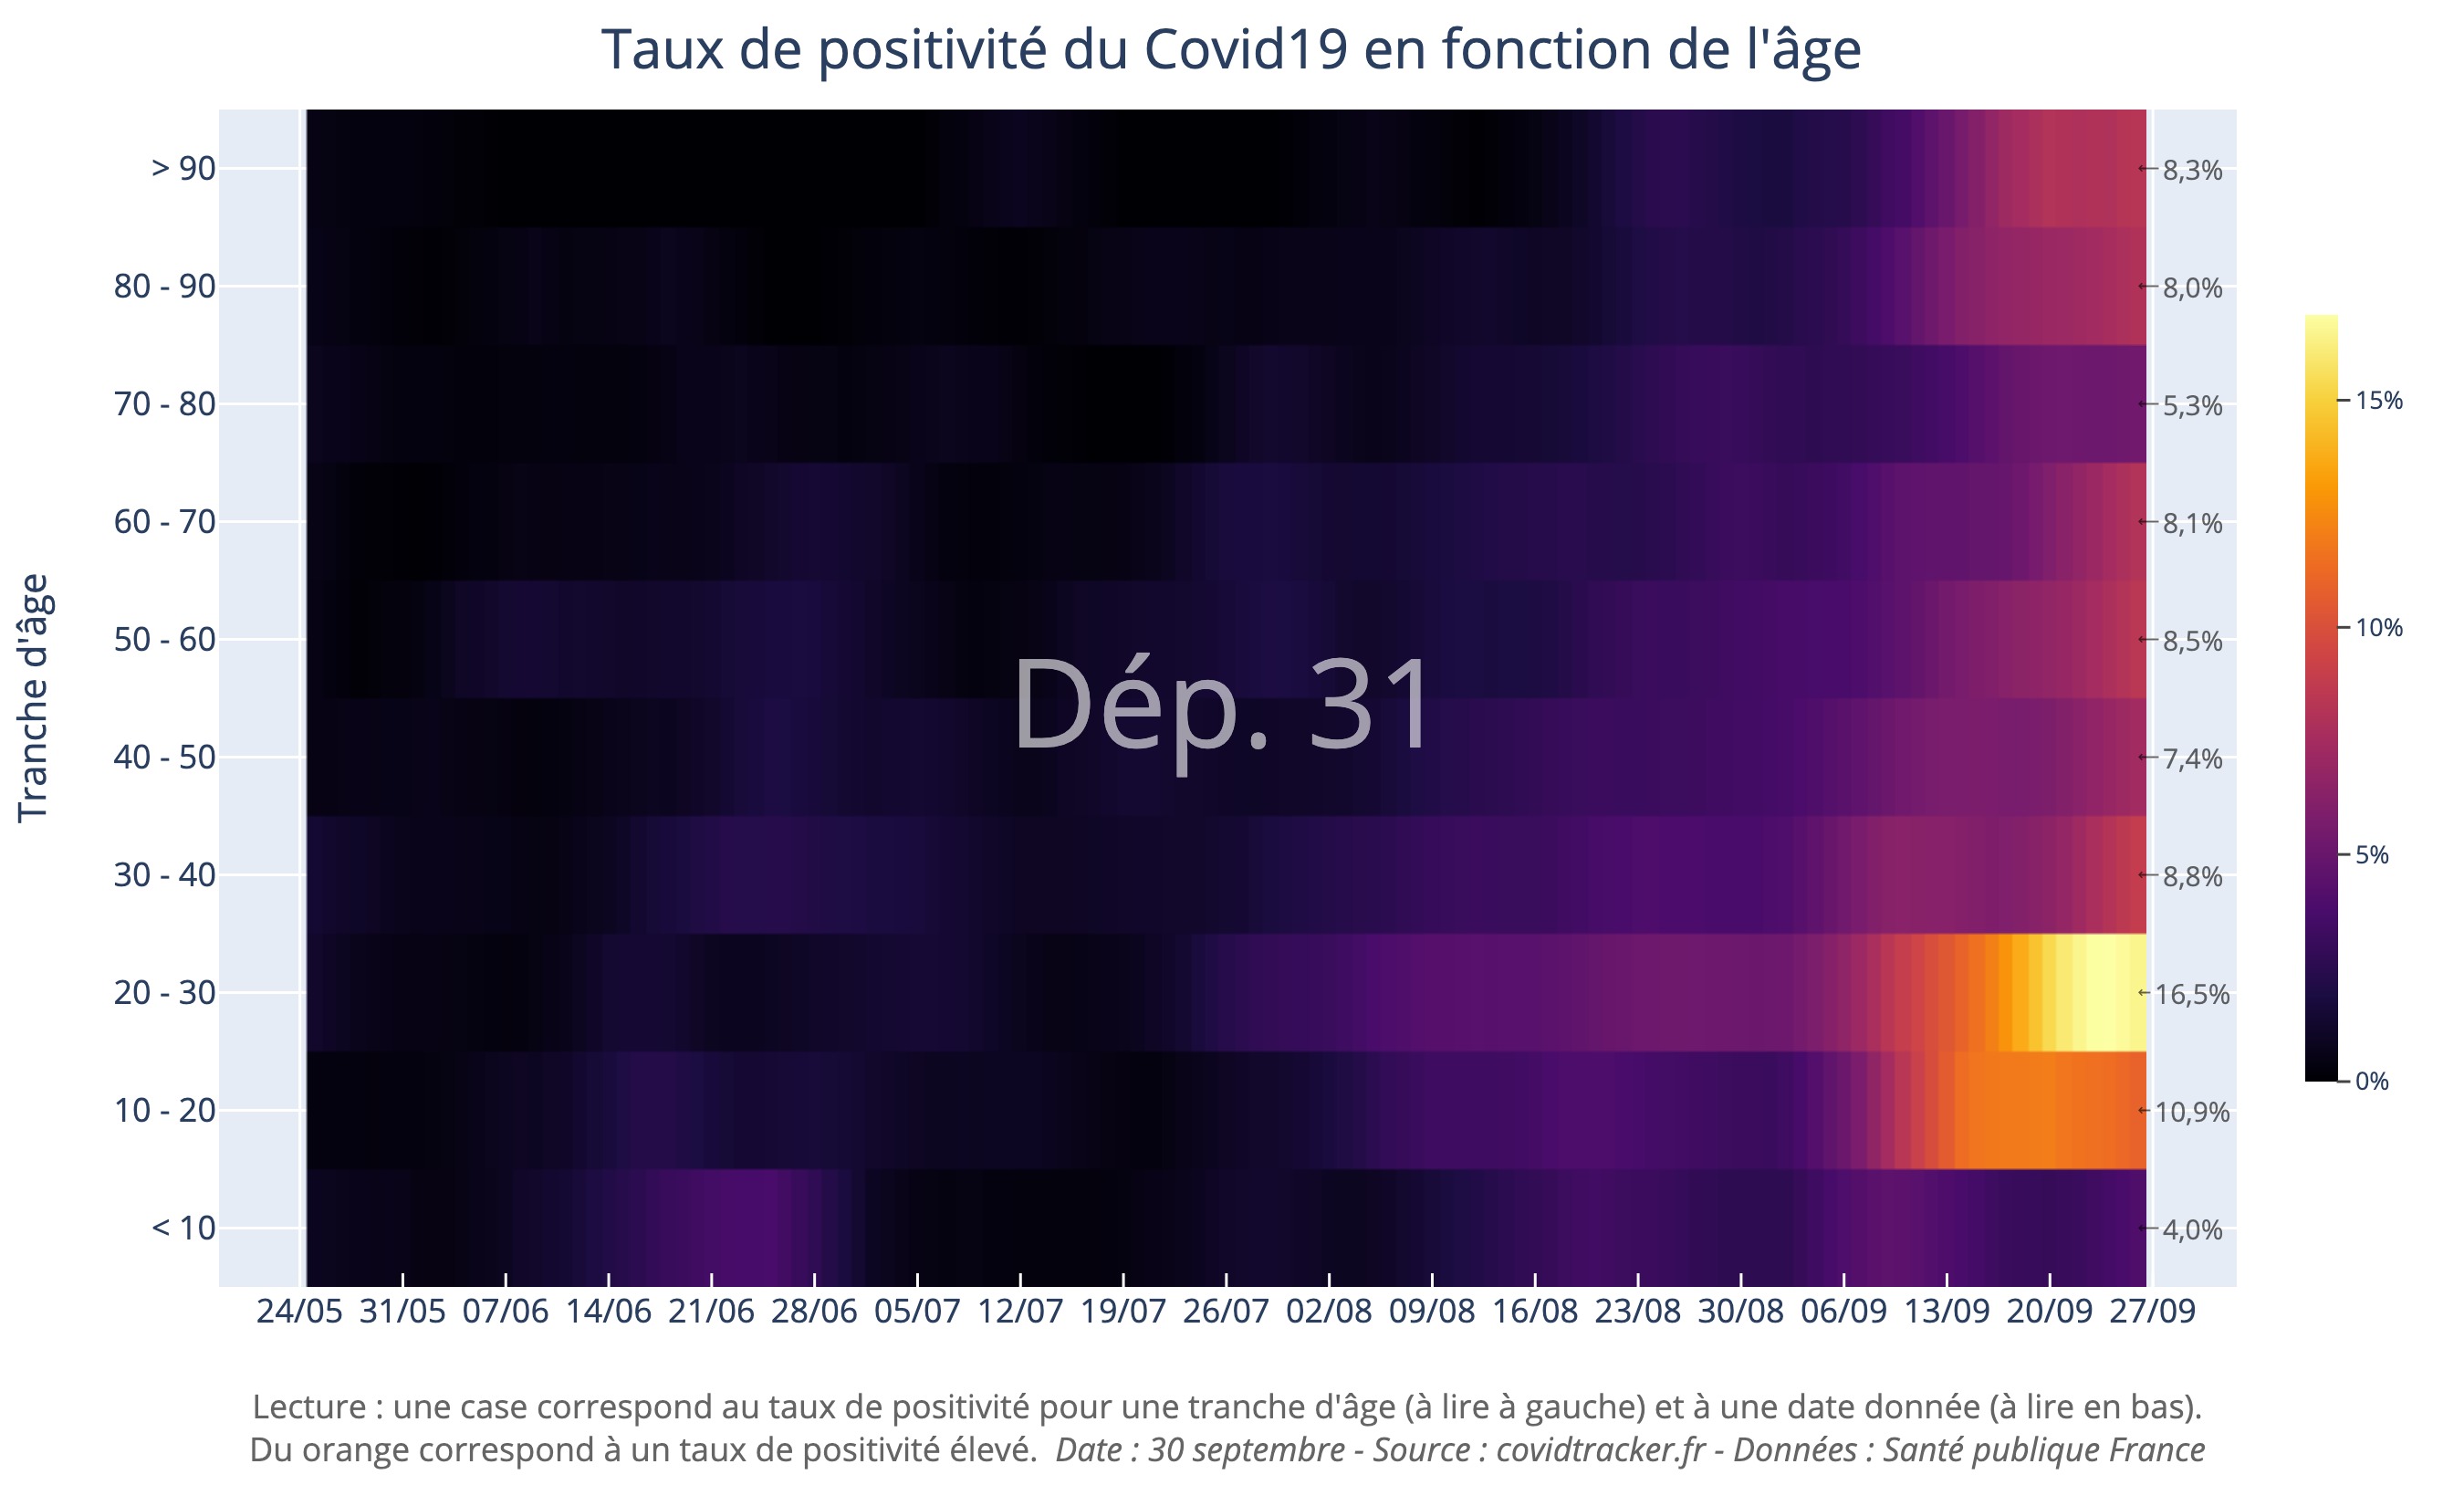 Taux de positivité du Covid19 en fonction de l'âge
Tranche d'âge
> 90
80 - 90
70 - 80
60 - 70
50 - 60
40 - 50
30 - 40
20 - 30
10 - 20
< 10
Dép. 31
8,3%
8,0%
5,3%
8,1%
8,5%
7,4%
8,8%
16,5%
10,9%
4,0%
15%
10%
5%
0%
24/05 31/05 07/06 14/06 21/06 28/06 05/07 12/07 19/07 26/07 02/08 09/08 16/08 23/08 30/08 06/09 13/09 20/09 27/09
Lecture : une case correspond au taux de positivité pour une tranche d'âge (à lire à gauche) et à une date donnée (à lire en bas).
Du orange correspond à un taux de positivité élevé. Date : 30 septembre - Source : covidtracker.fr - Données : Santé publique France